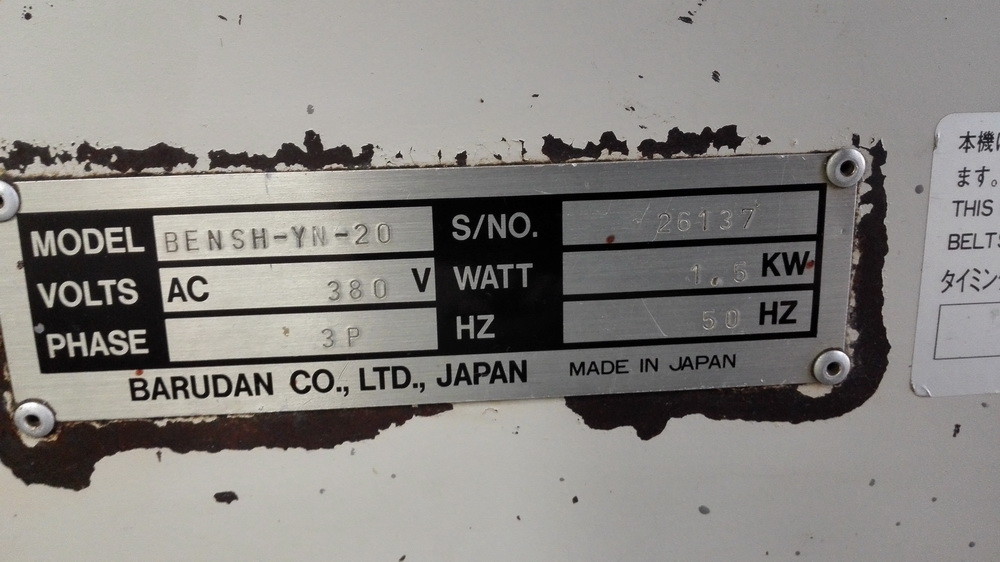 MODEL BENSH-YN-20 S/NO. 26137
VOLTS AC 380 V WATT 1.5 KW
PHASE 3P HZ 50 HZ
BARUDAN CO., LTD., JAPAN MADE IN JAPAN
本機に
ます。
THIS
BELTS
タイミン